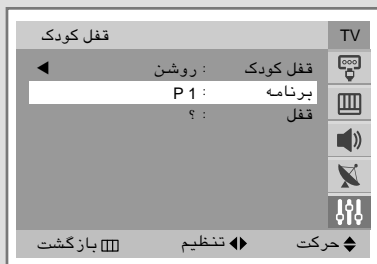 TV
قفل کودک
قفل کودک : روشن
برنامه : P 1
قفل : ؟
حرکت تنظیم بازگشت